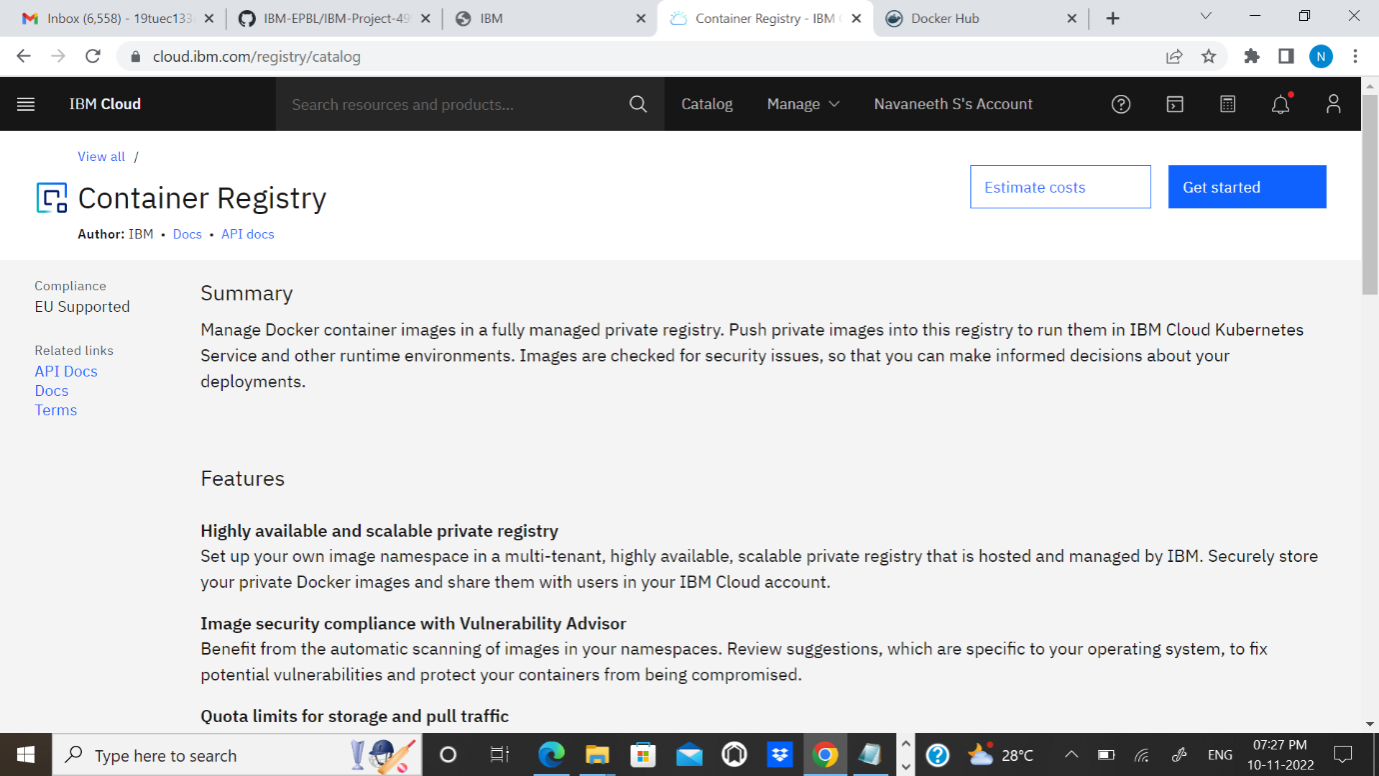 Inbox (6,558) - 19tuec133
IBM-EPBL/IBM-Project-49
IBM
Container Registry - IBM
Docker Hub
cloud.ibm.com/registry/catalog
N
IBM Cloud
Search resources and products...
Catalog
Manage
Navaneeth S's Account
View all /
Container Registry
Estimate costs
Get started
Author: IBM • Docs • API docs
Compliance
EU Supported
Related links
API Docs
Docs
Terms
Summary
Manage Docker container images in a fully managed private registry. Push private images into this registry to run them in IBM Cloud Kubernetes
Service and other runtime environments. Images are checked for security issues, so that you can make informed decisions about your
deployments.
Features
Highly available and scalable private registry
Set up your own image namespace in a multi-tenant, highly available, scalable private registry that is hosted and managed by IBM. Securely store
your private Docker images and share them with users in your IBM Cloud account.
Image security compliance with Vulnerability Advisor
Benefit from the automatic scanning of images in your namespaces. Review suggestions, which are specific to your operating system, to fix
potential vulnerabilities and protect your containers from being compromised.
Quota limits for storage and pull traffic
Type here to search
28°C
ENG
07:27 PM
10-11-2022